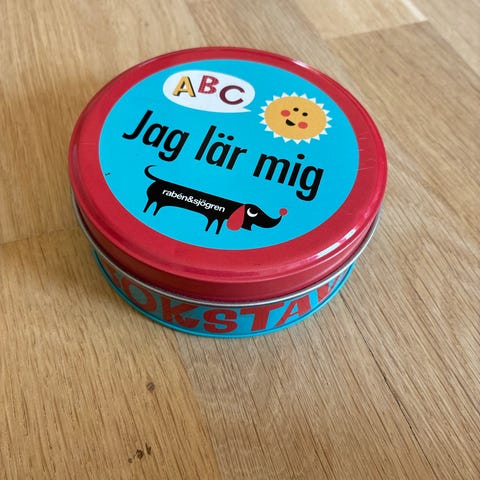 ABC
Jag lär mig
rabén&sjögren
OKSTAV